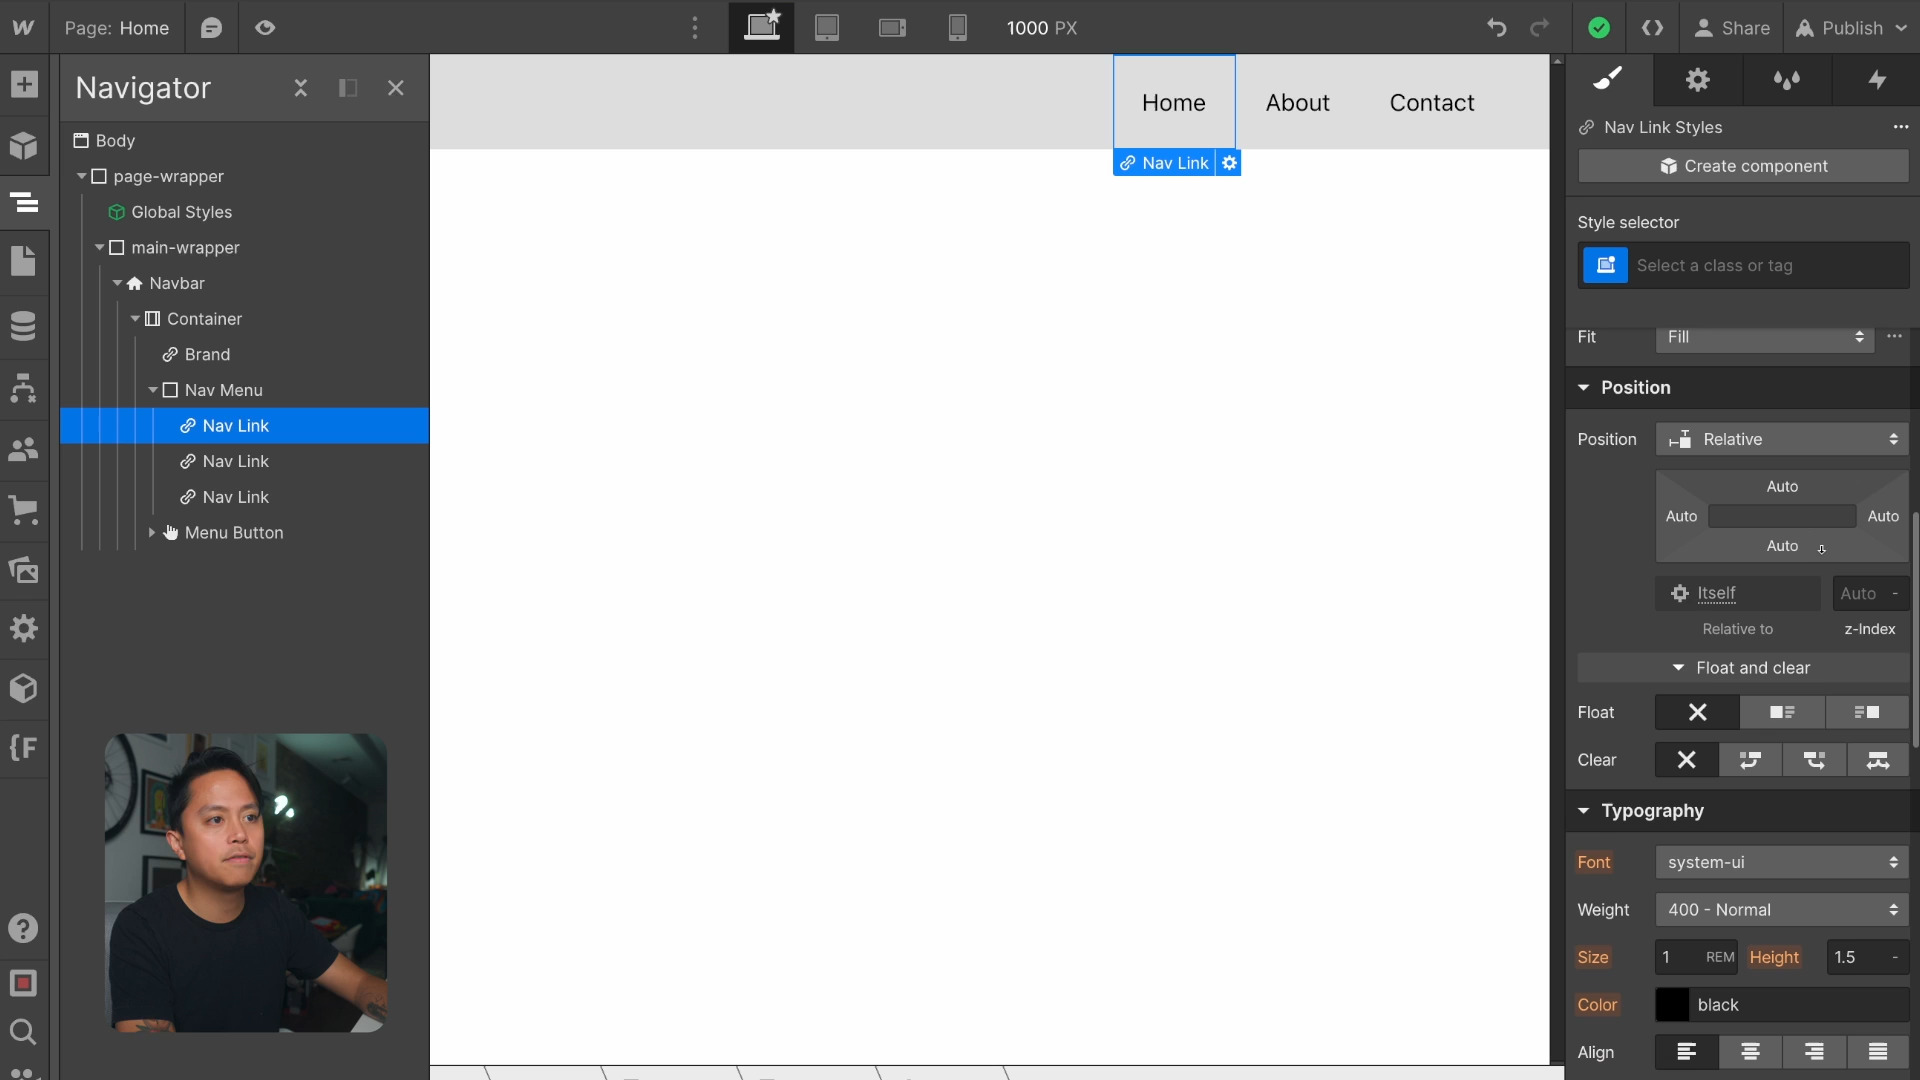 Page: Home
1000 PX
Share
Publish
Navigator
Body
page-wrapper
Global Styles
main-wrapper
Navbar
Container
Brand
Nav Menu
Nav Link
Nav Link
Nav Link
Menu Button
Home
About
Contact
Nav Link
Nav Link Styles
Create component
Style selector
Select a class or tag
Fit Fill
Position
Position Relative
Auto
Auto Auto
Auto
Itself Auto -
Relative to z-Index
Float and clear
Float
Clear
Typography
Font system-ui
Weight 400 - Normal
Size 1 REM Height 1.5 -
Color black
Align